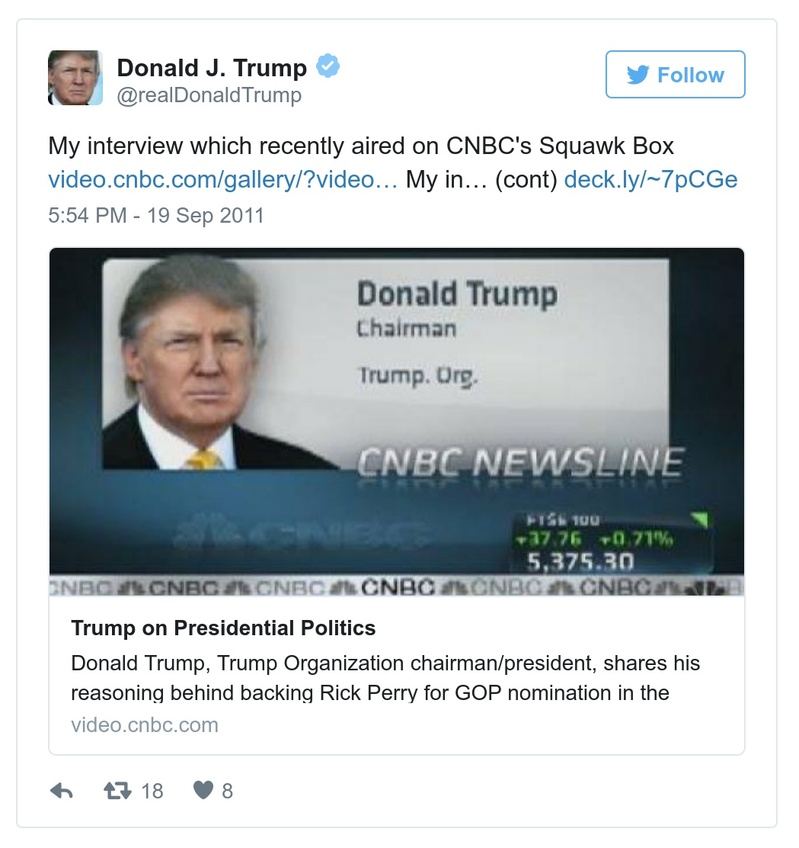 Donald J. Trump
@realDonaldTrump
Follow
My interview which recently aired on CNBC's Squawk Box
video.cnbc.com/gallery/?video… My in… (cont) deck.ly/~7pCGe
5:54 PM - 19 Sep 2011
Donald Trump
Chairman
Trump. Org.
CNBC NEWSLINE
CNBC
FTSE 100
+37.76 +0.71%
5,375.30
CNBC CNBC CNBC CNBC CNBC CNBC
Trump on Presidential Politics
Donald Trump, Trump Organization chairman/president, shares his
reasoning behind backing Rick Perry for GOP nomination in the
video.cnbc.com
18 8